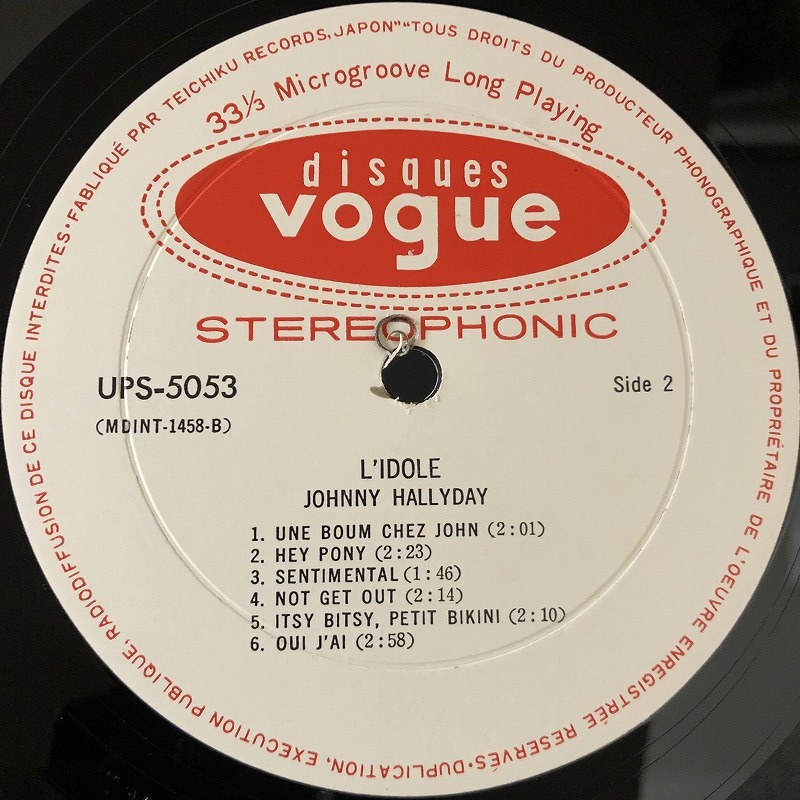 "TOUS DROITS DU PRODUCTEUR PHONOGRAPHIQUE ET DU PROPRIÉTAIRE DE L'OEUVRE ENREGISTRÉE RESERVÉS·DUPLICATION, EXECUTION PUBLIQUE, RADIODIFFUSION DE CE DISQUE INTERDITES·FABLIQUÉ PAR TEICHIKU RECORDS, JAPON"
33⅓ Microgroove Long Playing
disques
vogue
STEREOPHONIC
UPS-5053
Side 2
(MDINT-1458-B)
L'IDOLE
JOHNNY HALLYDAY
1. UNE BOUM CHEZ JOHN (2:01)
2. HEY PONY (2:23)
3. SENTIMENTAL (1:46)
4. NOT GET OUT (2:14)
5. ITSY BITSY, PETIT BIKINI (2:10)
6. OUI J'AI (2:58)